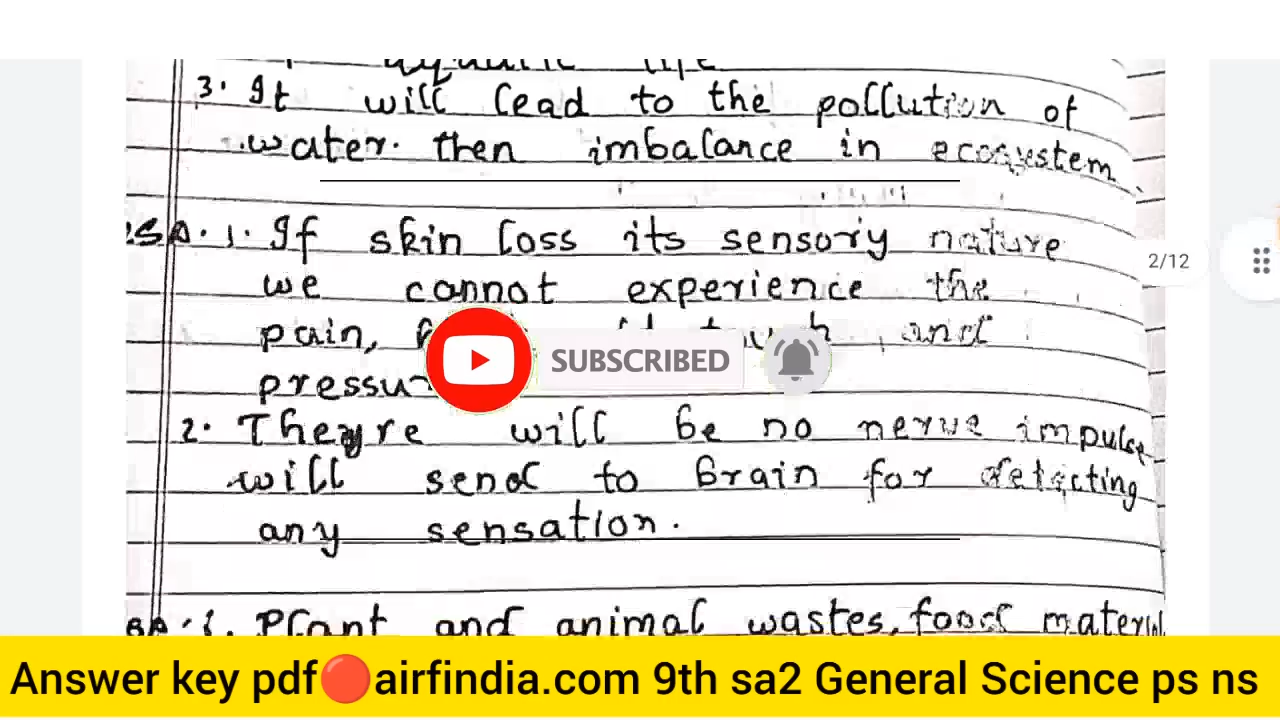 3. It will lead to the pollution of
water. then imbalance in ecosystem.
1. If skin loss its sensory nature
we cannot experience the
2/12
pain, and
SUBSCRIBED
2. Theyre will be no nerve impulse
will send to brain for detecting
any sensation.
Plant and animal wastes, food
Answer key pdf🔴airfindia.com 9th sa2 General Science ps ns